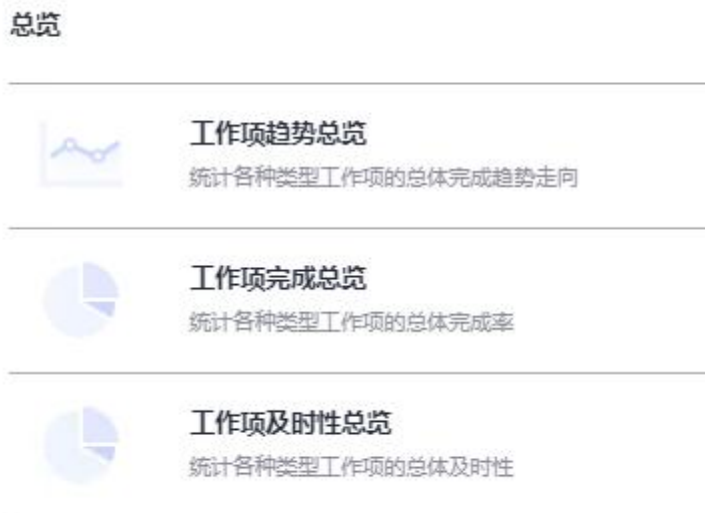 总览
工作项趋势总览
统计各种类型工作项的总体完成趋势走向
工作项完成总览
统计各种类型工作项的总体完成率
工作项及时性总览
统计各种类型工作项的总体及时性